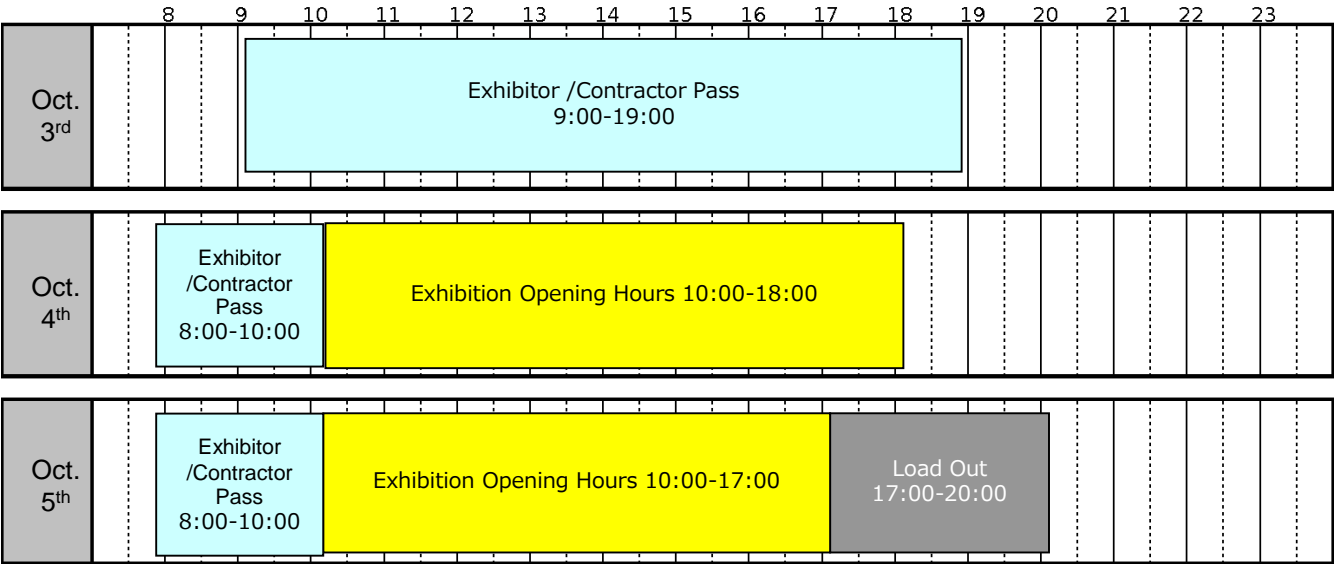 8 9 10 11 12 13 14 15 16 17 18 19 20 21 22 23
Oct.
3rd
Exhibitor /Contractor Pass
9:00-19:00
Oct.
4th
Exhibitor
/Contractor
Pass
8:00-10:00
Exhibition Opening Hours 10:00-18:00
Oct.
5th
Exhibitor
/Contractor
Pass
8:00-10:00
Exhibition Opening Hours 10:00-17:00
Load Out
17:00-20:00